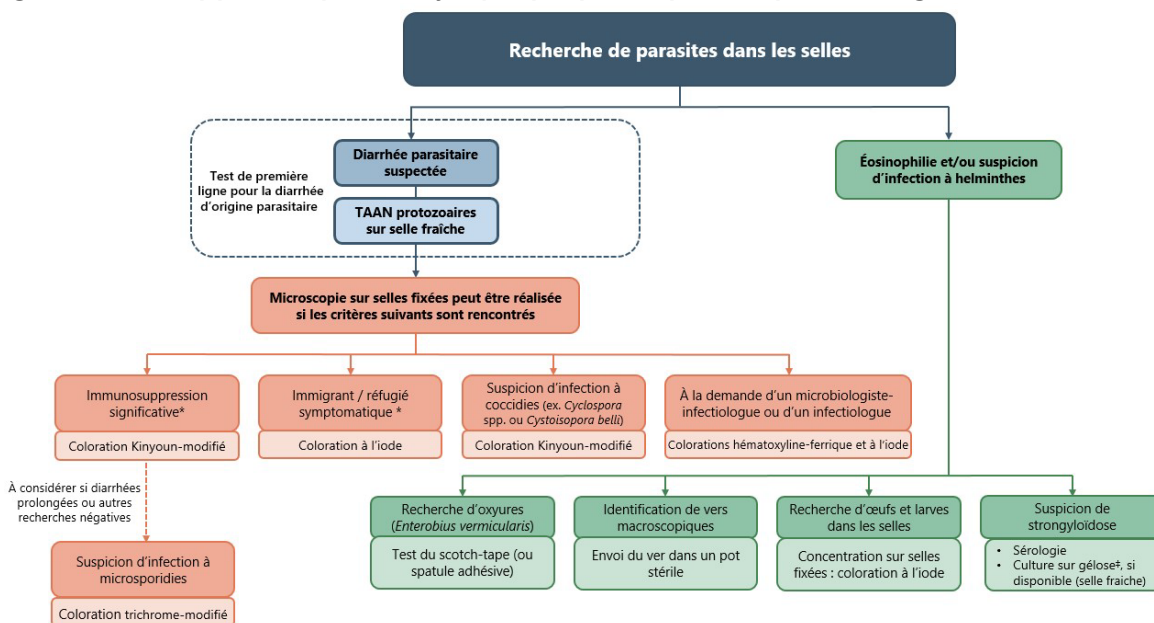 Recherche de parasites dans les selles
Test de première
ligne pour la diarrhée
d'origine parasitaire
Diarrhée parasitaire
suspectée
TAAN protozoaires
sur selle fraîche
Éosinophilie et/ou suspicion
d'infection à helminthes
Microscopie sur selles fixées peut être réalisée
si les critères suivants sont rencontrés
Immunosuppression
significative*
Coloration Kinyoun-modifié
Immigrant / réfugié
symptomatique *
Coloration à l'iode
Suspicion d'infection à
coccidies (ex. Cyclospora
spp. ou Cystoisopora belli)
Coloration Kinyoun-modifié
À la demande d'un microbiologiste-
infectiologue ou d'un infectiologue
Colorations hématoxyline-ferrique et à l'iode
À considérer si diarrhées
prolongées ou autres
recherches négatives
Suspicion d'infection à
microsporidies
Coloration trichrome-modifié
Recherche d'oxyures
(Enterobius vermicularis)
Test du scotch-tape (ou
spatule adhésive)
Identification de vers
macroscopiques
Envoi du ver dans un pot
stérile
Recherche d'œufs et larves
dans les selles
Concentration sur selles
fixées : coloration à l'iode
Suspicion de
strongyloïdose
• Sérologie
• Culture sur gélose‡, si
disponible (selle fraiche)